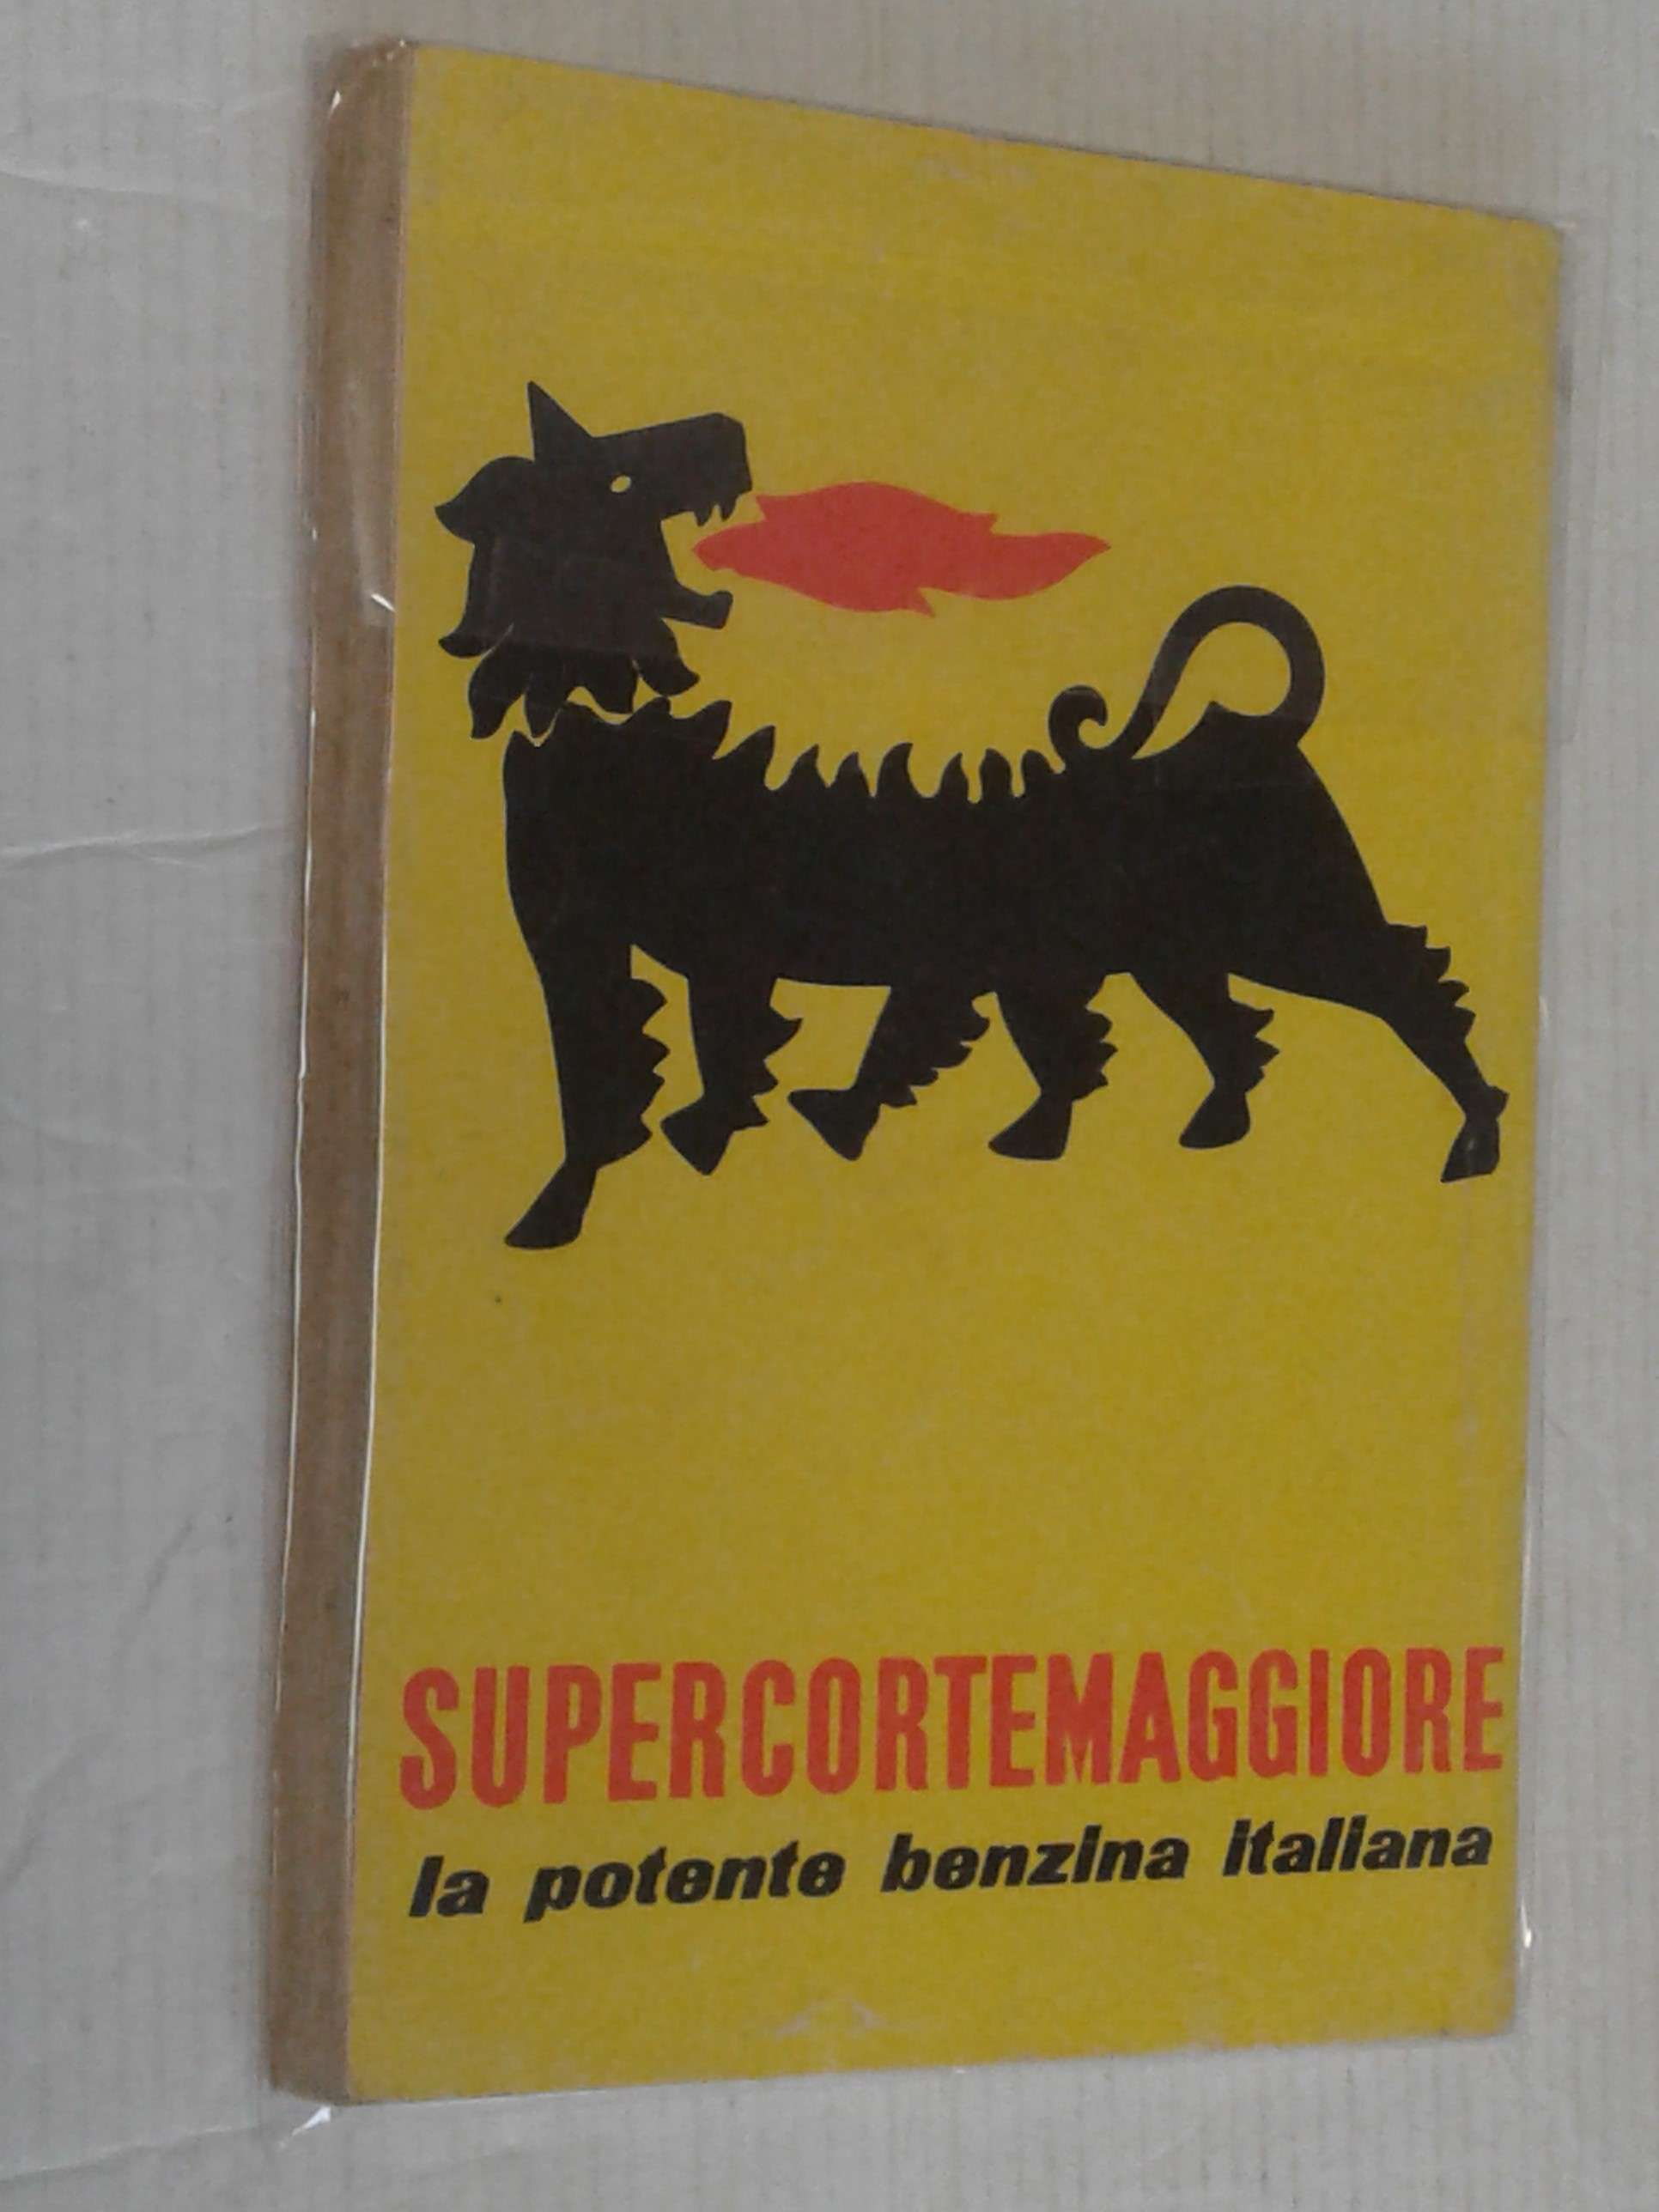 SUPERCORTEMAGGIORE
la potente benzina italiana